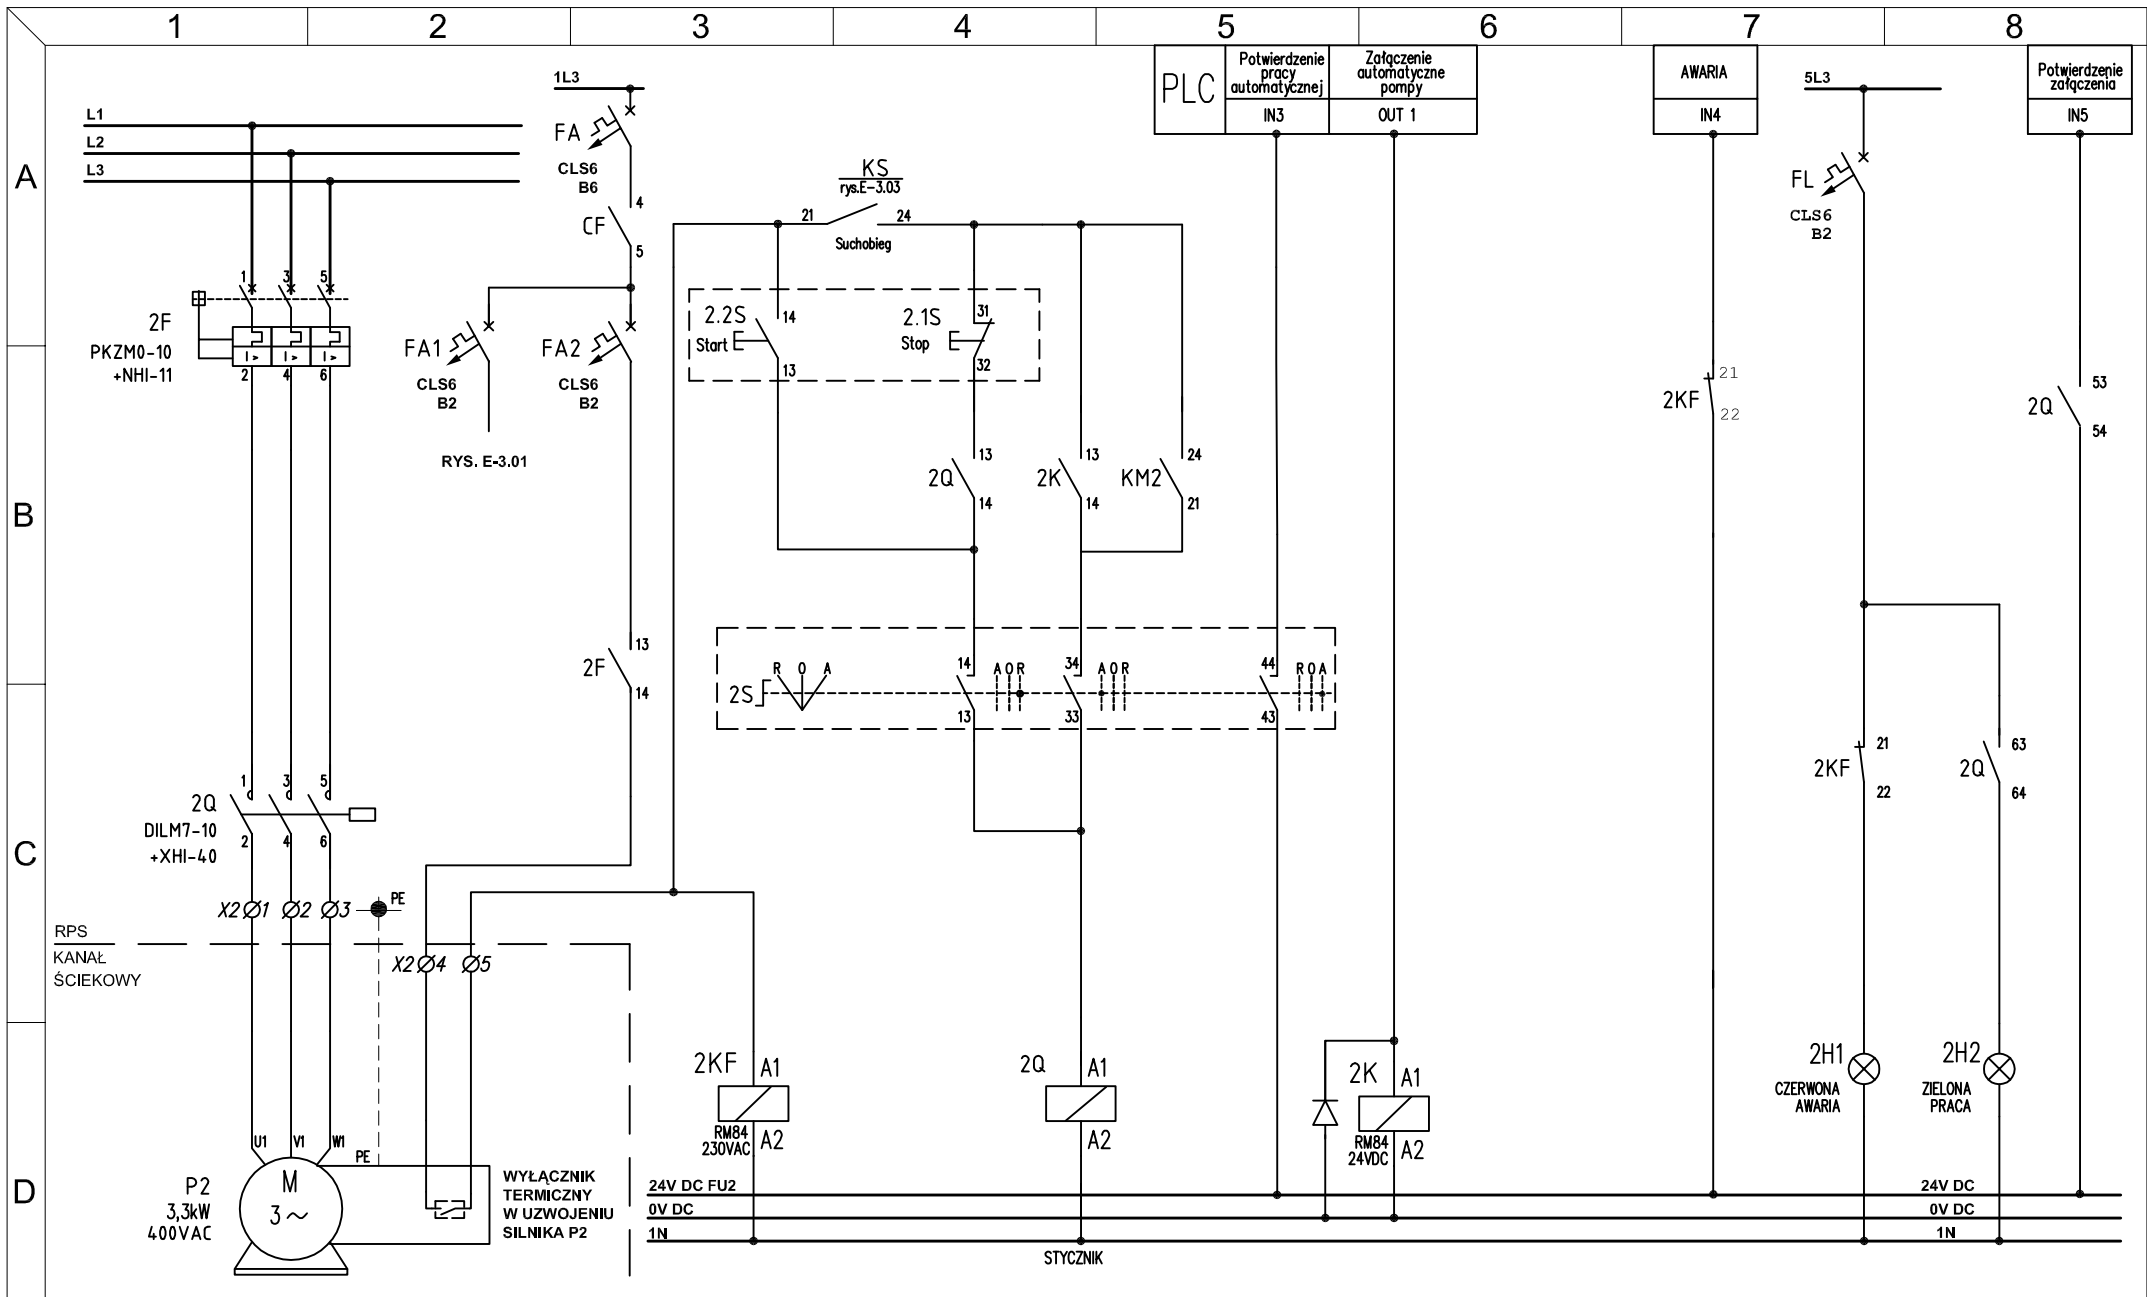 1 2 3 4 5 6 7 8
A
B
C
D
L1
L2
L3
1 3 5
2F
PKZM0-10
+NHI-11
I> I> I>
2 4 6
1 3 5
2Q
DILM7-10
+XHI-40
2 4 6
X2 1 2 3
PE
RPS
KANAŁ
ŚCIEKOWY
X2 4 5
U1 V1 W1
PE
P2
3,3kW
400VAC
M
3~
WYŁĄCZNIK
TERMICZNY
W UZWOJENIU
SILNIKA P2
1L3
FA
CLS6
B6
4
CF
5
FA1
CLS6
B2
RYS. E-3.01
FA2
CLS6
B2
13
2F
14
KS
rys.E-3.03
21 24
Suchobieg
2.2S
Start
14
13
2.1S
Stop
31
32
2Q
13
14
2K
13
14
KM2
24
21
2S
R O A
14
13
A O R
34
33
A O R
44
43
R O A
2KF
A1
RM84
230VAC
A2
2Q
A1
A2
STYCZNIK
2K
A1
RM84
24VDC
A2
PLC
Potwierdzenie
pracy
automatycznej
IN3
Załączenie
automatyczne
pompy
OUT 1
AWARIA
IN4
2KF
21
22
5L3
FL
CLS6
B2
2KF
21
22
2Q
63
64
2H1
CZERWONA
AWARIA
2H2
ZIELONA
PRACA
Potwierdzenie
załączenia
IN5
2Q
53
54
24V DC FU2
0V DC
1N
24V DC
0V DC
1N